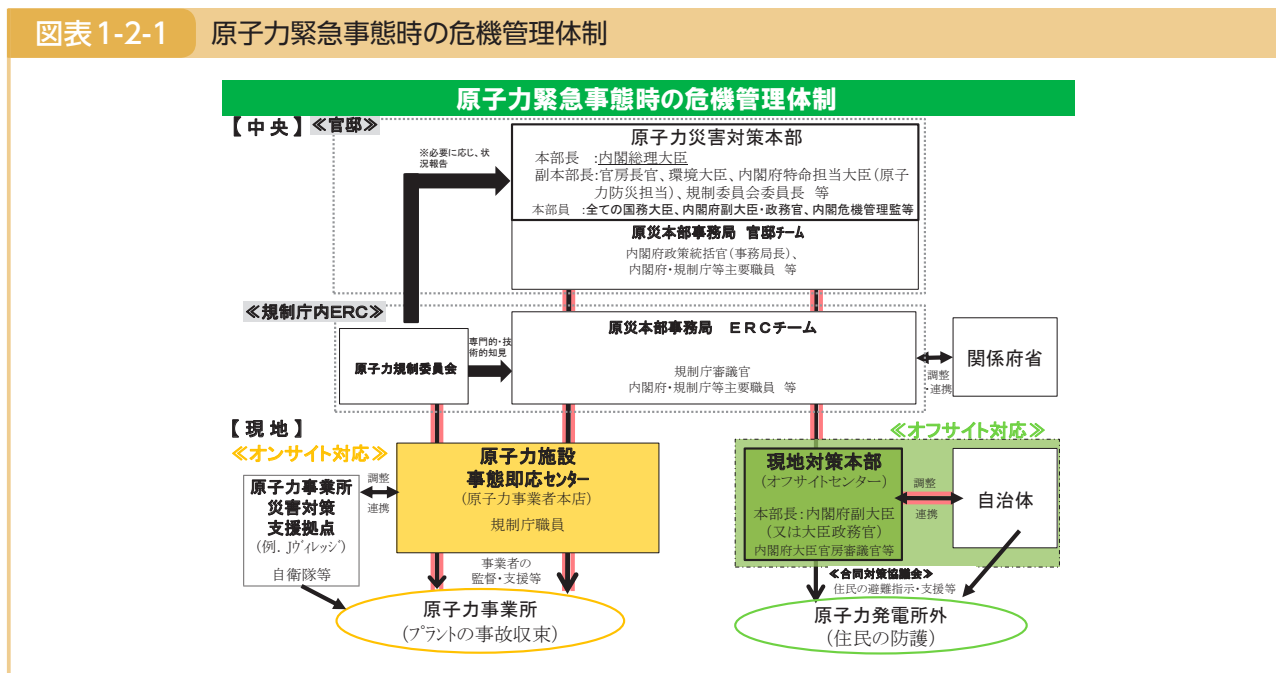 図表1-2-1 原子力緊急事態時の危機管理体制
原子力緊急事態時の危機管理体制
【中央】≪官邸≫
※必要に応じ、状
況報告
原子力災害対策本部
本部長 :内閣総理大臣
副本部長:官房長官、環境大臣、内閣府特命担当大臣(原子
力防災担当)、規制委員会委員長 等
本部員 :全ての国務大臣、内閣府副大臣・政務官、内閣危機管理監等
原災本部事務局 官邸チーム
内閣府政策統括官(事務局長)、
内閣府・規制庁等主要職員 等
≪規制庁内ERC≫
原子力規制委員会
専門的・技
術的知見
原災本部事務局 ERCチーム
規制庁審議官
内閣府・規制庁等主要職員 等
調整
・連携
関係府省
【現地】
≪オンサイト対応≫
原子力事業所
災害対策
支援拠点
(例. Jヴィレッジ)
自衛隊等
調整
連携
原子力施設
事態即応センター
(原子力事業者本店)
規制庁職員
事業者の
監督・支援等
原子力事業所
(プラントの事故収束)
≪オフサイト対応≫
現地対策本部
(オフサイトセンター)
本部長:内閣府副大臣
(又は大臣政務官)
内閣府大臣官房審議官等
調整
連携
自治体
≪合同対策協議会≫
住民の避難指示・支援等
原子力発電所外
(住民の防護)